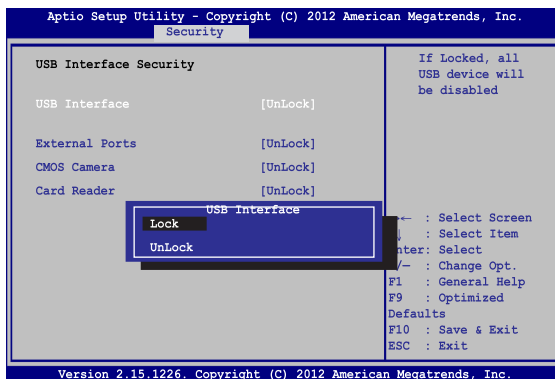 Aptio Setup Utility - Copyright (C) 2012 American Megatrends, Inc.
Security
USB Interface Security
USB Interface [UnLock]
External Ports [UnLock]
CMOS Camera [UnLock]
Card Reader [UnLock]
USB Interface
Lock
UnLock
If Locked, all
USB device will
be disabled
→← : Select Screen
↓ : Select Item
nter: Select
/— : Change Opt.
F1 : General Help
F9 : Optimized
Defaults
F10 : Save & Exit
ESC : Exit
Version 2.15.1226. Copyright (C) 2012 American Megatrends, Inc.